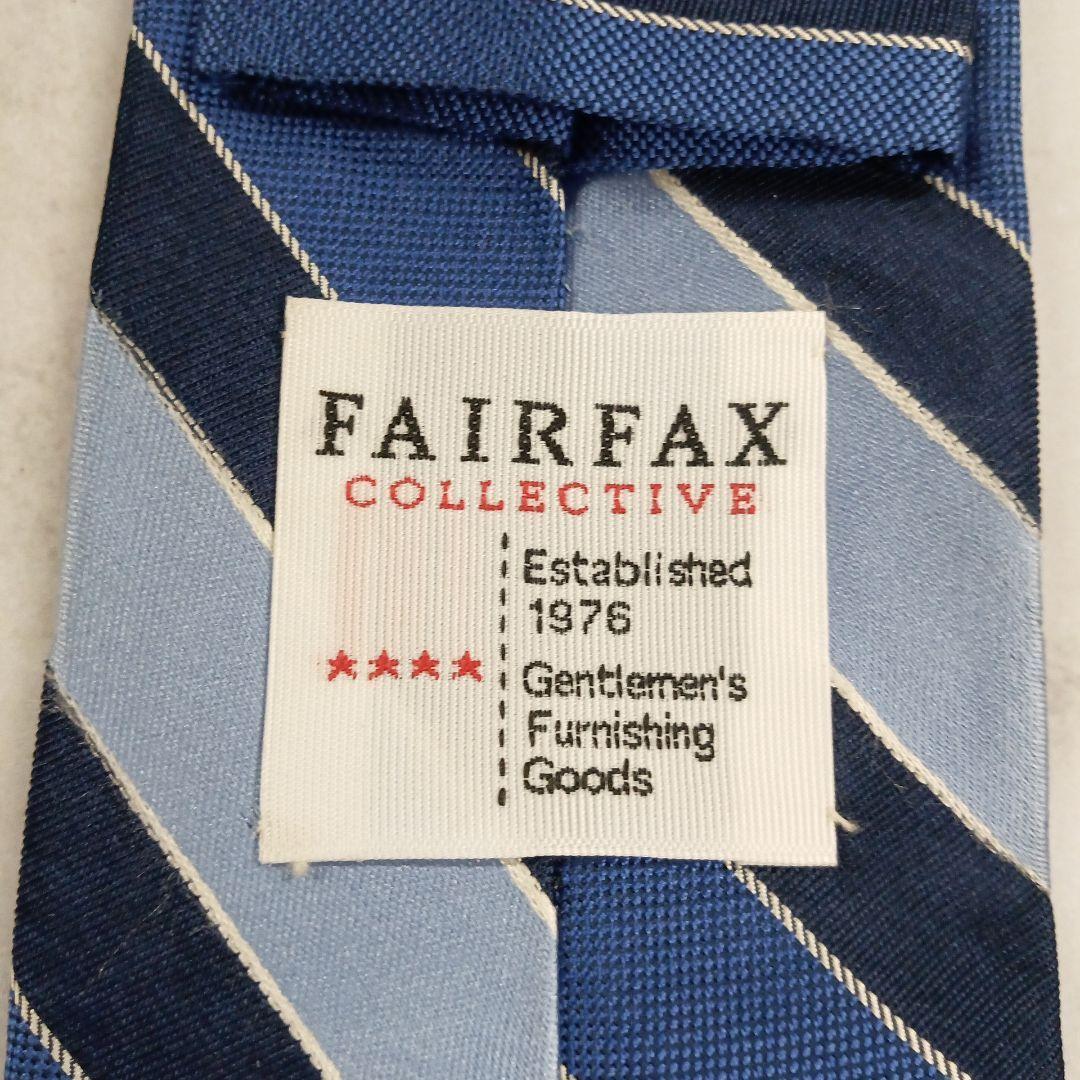 FAIRFAX
COLLECTIVE
Established
1976
★★★★
Gentlemen's
Furnishing
Goods